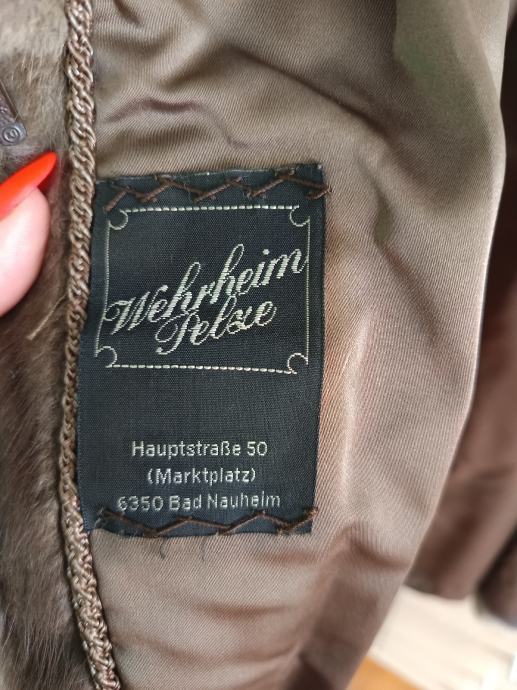 Wehrheim
Pelze
Hauptstraße 50
(Marktplatz)
6350 Bad Nauheim